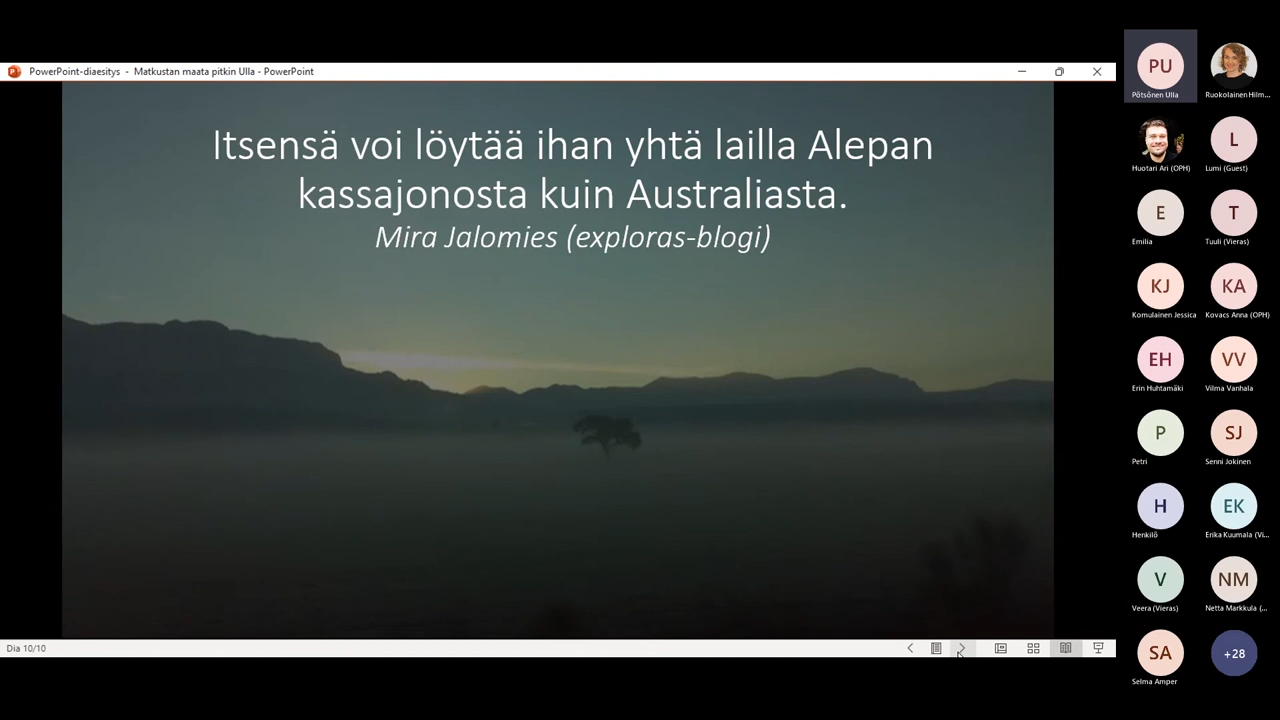 PowerPoint-diaesitys - Matkustan maata pitkin Ulla - PowerPoint
Itsensä voi löytää ihan yhtä lailla Alepan
kassajonosta kuin Australiasta.
Mira Jalomies (exploras-blogi)
Dia 10/10
PU
Pötsönen Ulla
Ruokolainen Hilm...
Huotari Ari (OPH)
L
Lumi (Guest)
E
Emilia
T
Tuuli (Vieras)
KJ
Komulainen Jessica
KA
Kovacs Anna (OPH)
EH
Erin Huhtamäki
VV
Vilma Vanhala
P
Petri
SJ
Senni Jokinen
H
Henkilö
EK
Erika Kuumala (Vi...
V
Veera (Vieras)
NM
Netta Markkula (...
SA
Selma Amper
+28